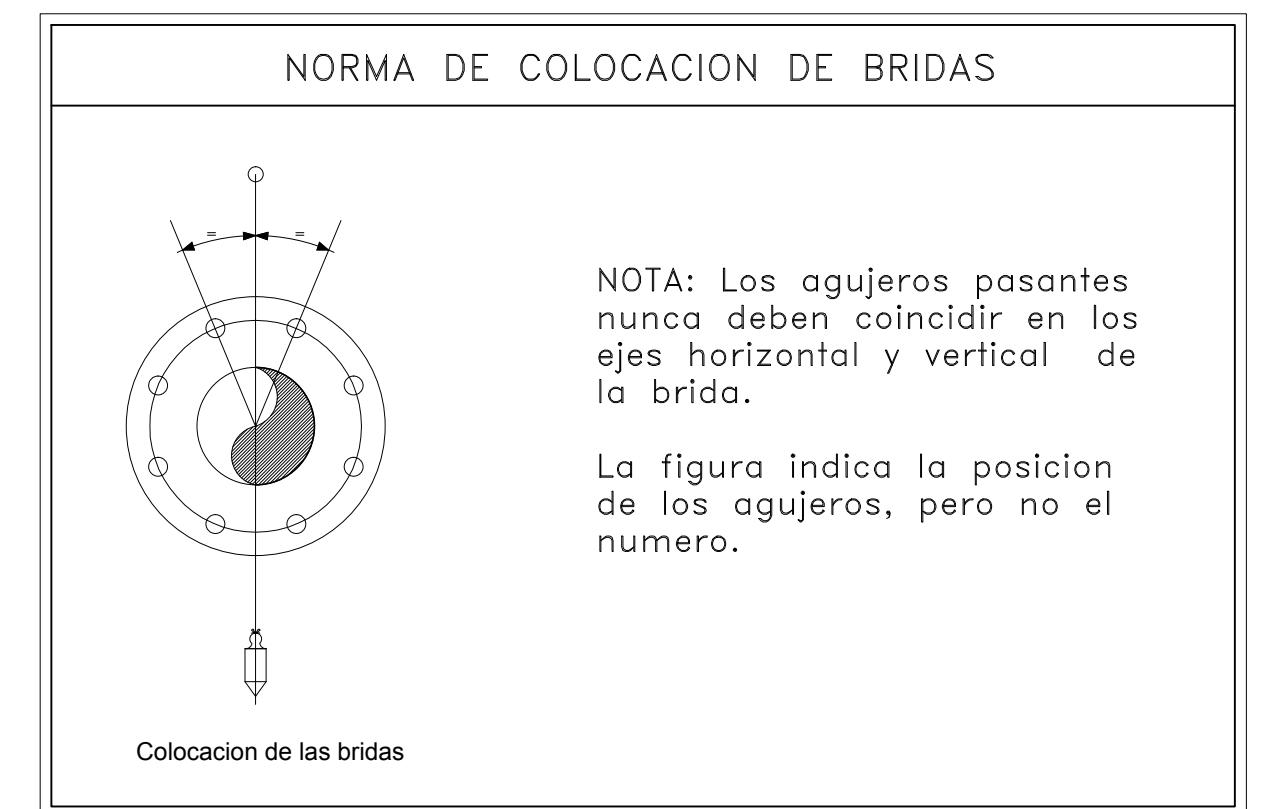 NORMA DE COLOCACION DE BRIDAS
= =
NOTA: Los agujeros pasantes
nunca deben coincidir en los
ejes horizontal y vertical de
la brida.
La figura indica la posicion
de los agujeros, pero no el
numero.
Colocacion de las bridas